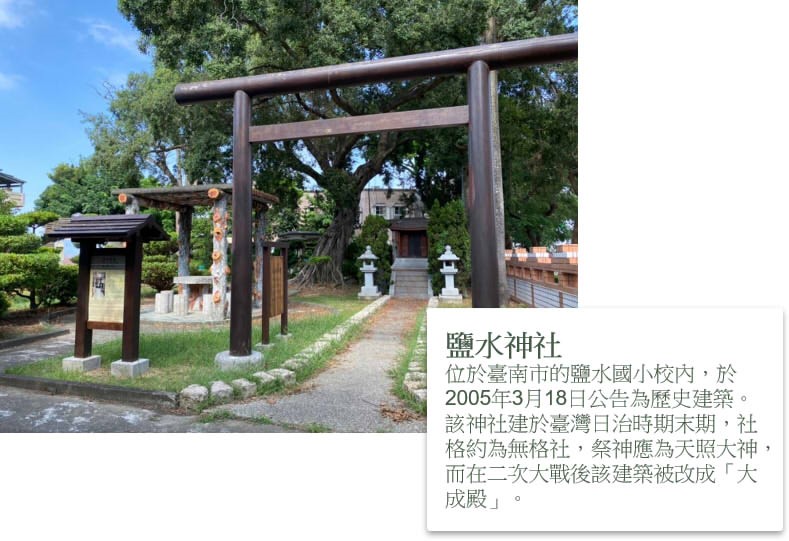 鹽水神社
位於臺南市的鹽水國小校內，於
2005年3月18日公告為歷史建築。
該神社建於臺灣日治時期末期，社
格約為無格社，祭神應為天照大神，
而在二次大戰後該建築被改成「大
成殿」。